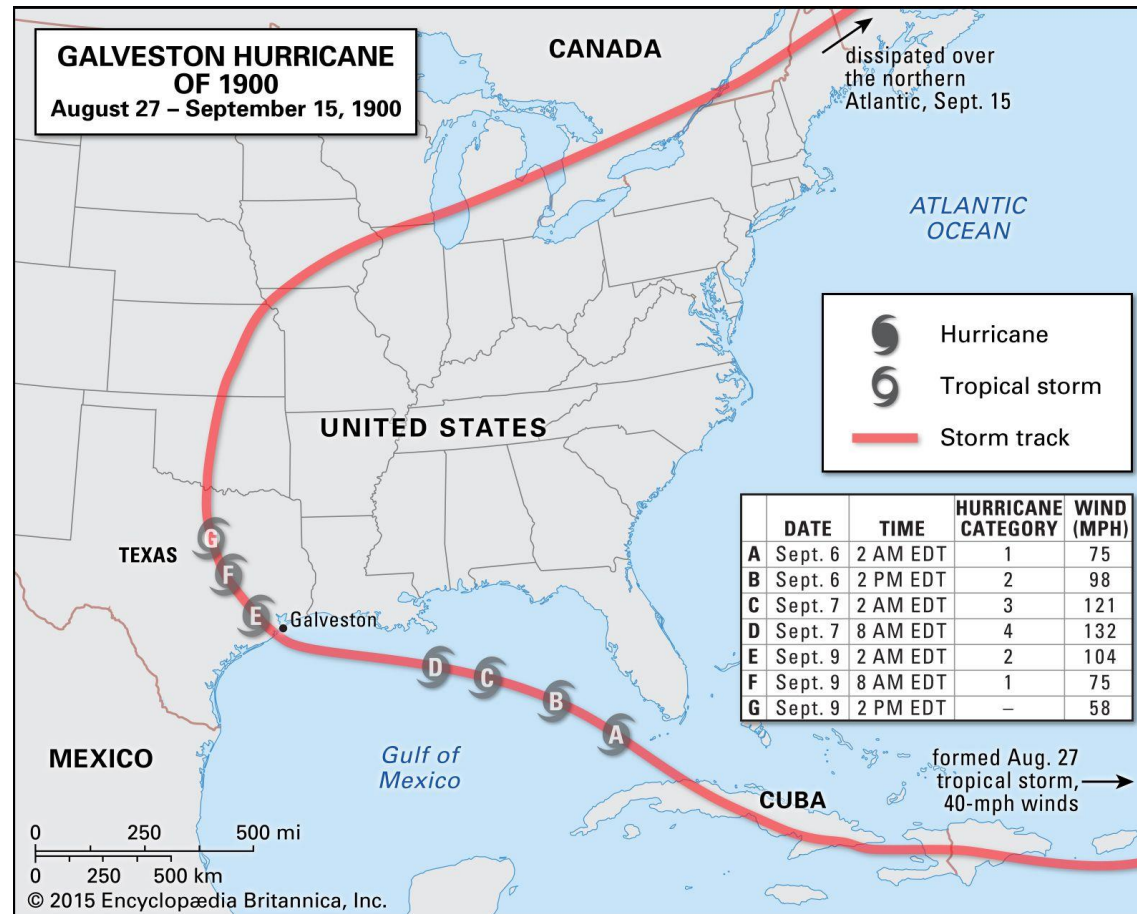 GALVESTON HURRICANE
OF 1900
August 27 – September 15, 1900
CANADA
dissipated over
the northern
Atlantic, Sept. 15
ATLANTIC
OCEAN
Hurricane
Tropical storm
Storm track
UNITED STATES
DATE TIME HURRICANE CATEGORY WIND (MPH)
A Sept. 6 2 AM EDT 1 75
B Sept. 6 2 PM EDT 2 98
C Sept. 7 2 AM EDT 3 121
D Sept. 7 8 AM EDT 4 132
E Sept. 9 2 AM EDT 2 104
F Sept. 9 8 AM EDT 1 75
G Sept. 9 2 PM EDT – 58
G
TEXAS
F
E
Galveston
D
C
B
A
MEXICO
Gulf of
Mexico
CUBA
formed Aug. 27
tropical storm,
40-mph winds
0 250 500 mi
0 250 500 km
© 2015 Encyclopædia Britannica, Inc.